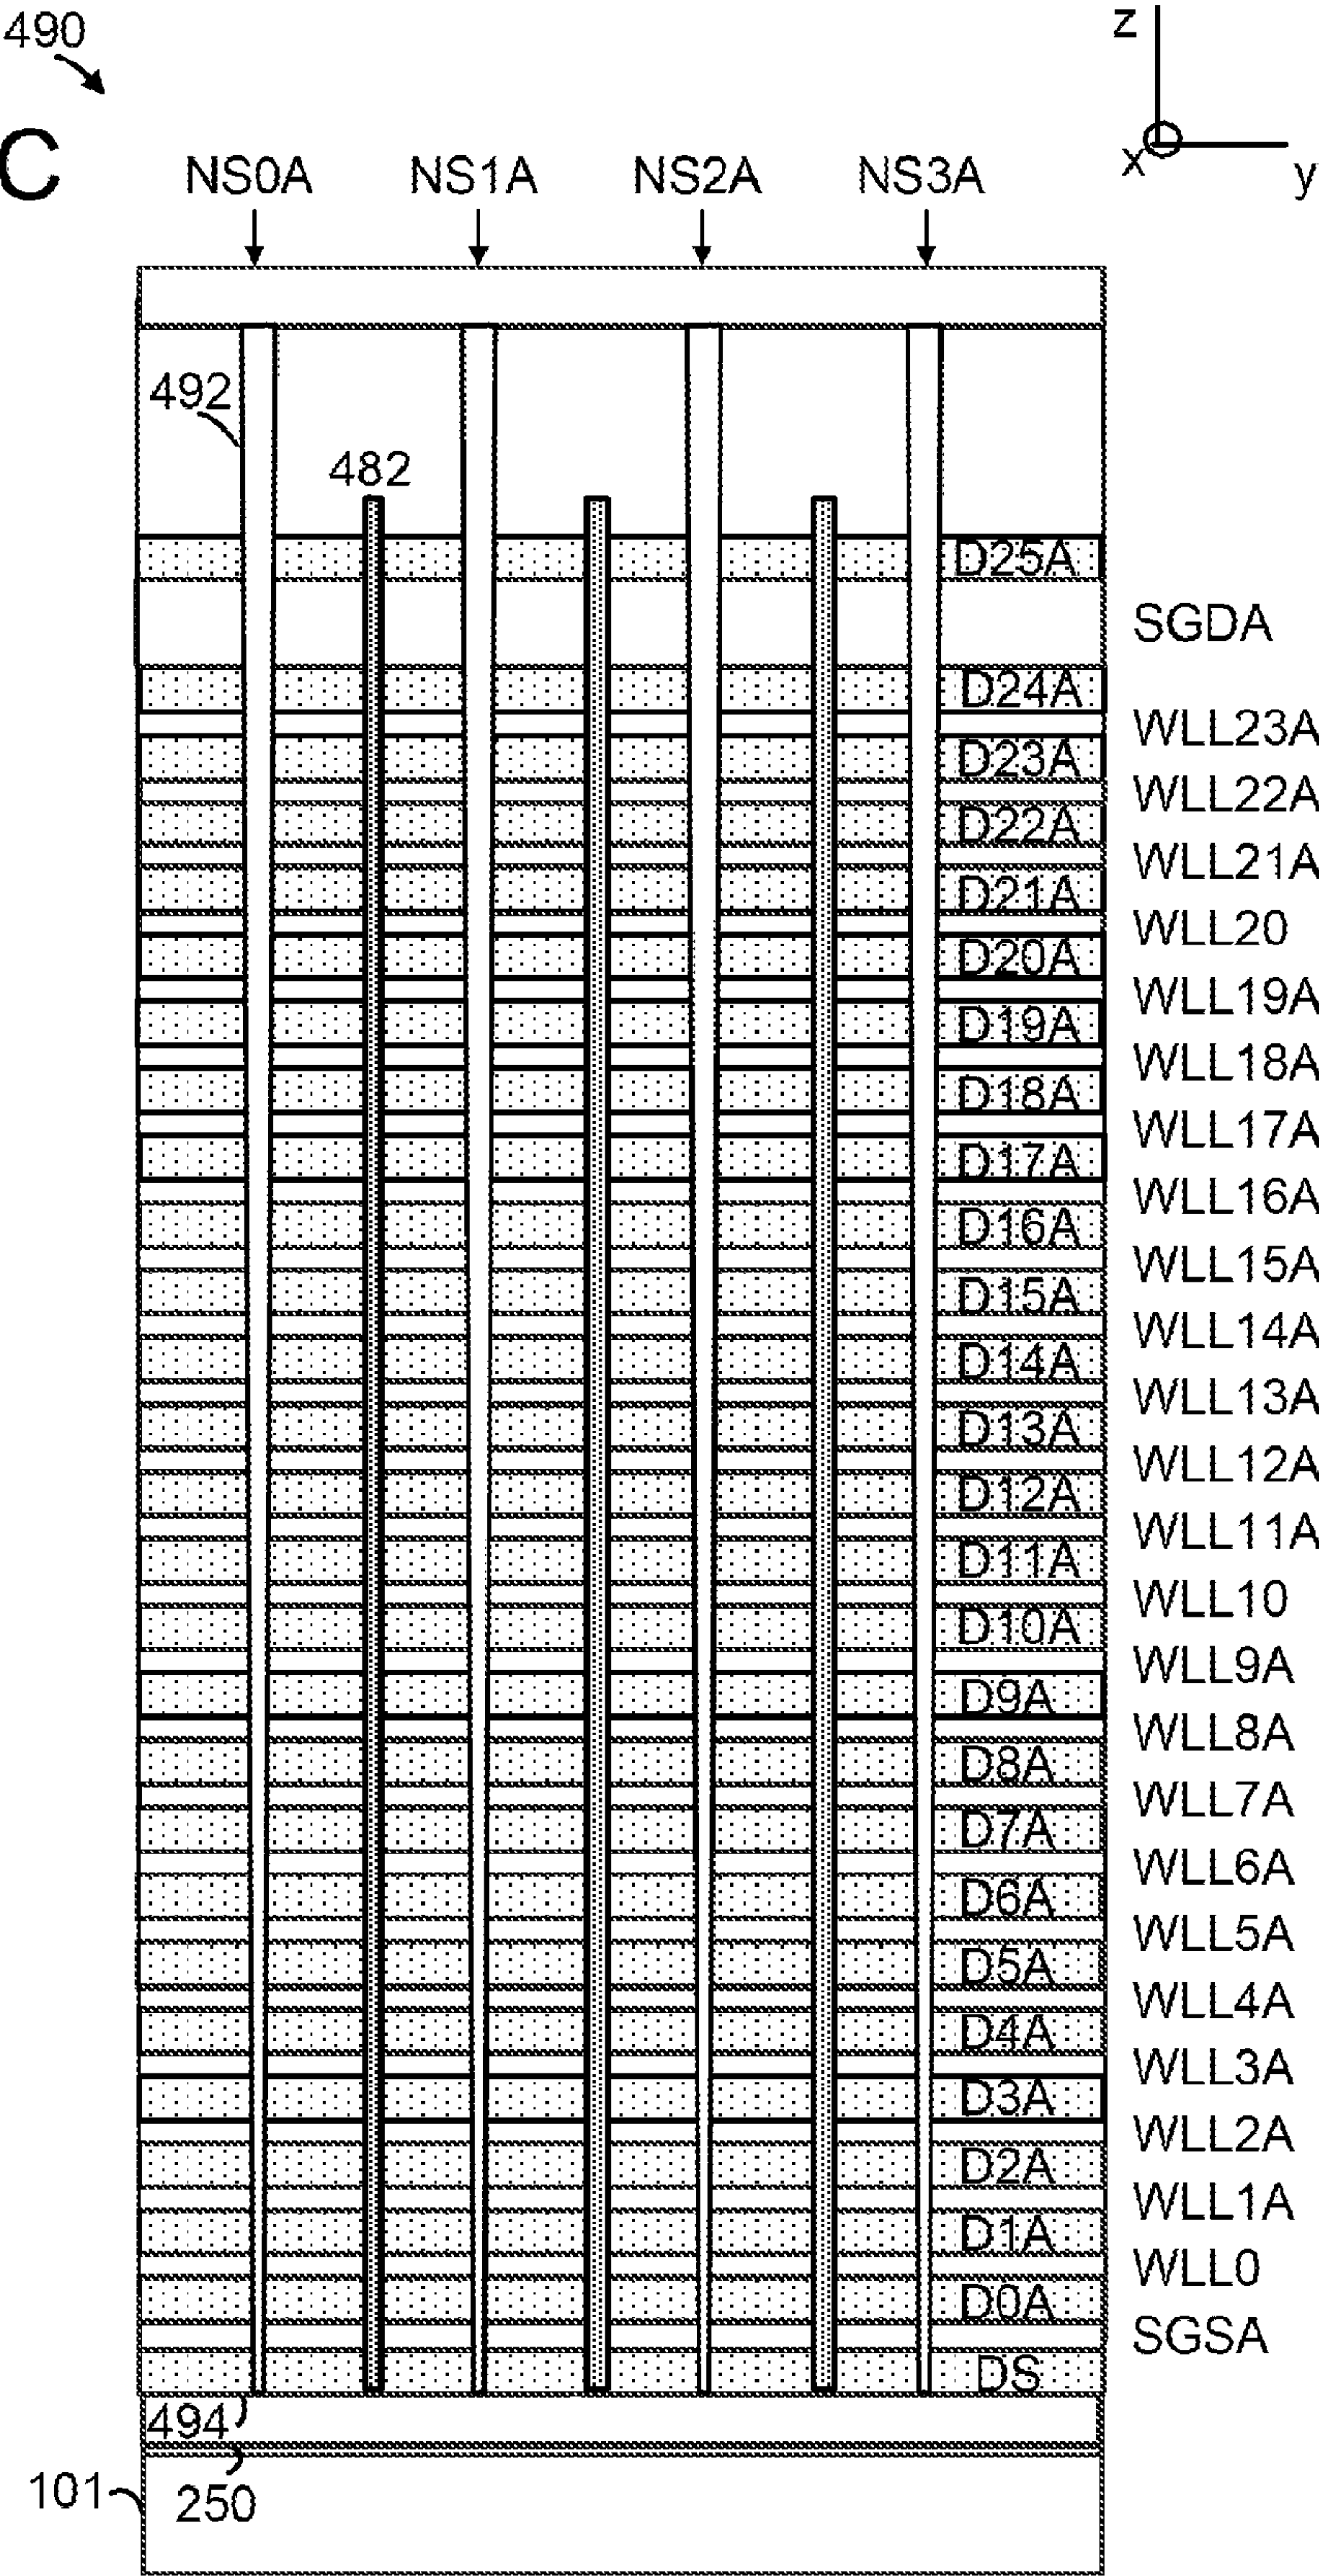 490
z
x
y
C
NS0A NS1A NS2A NS3A
492
482
D25A
SGDA
D24A
WLL23A
D23A
WLL22A
D22A
WLL21A
D21A
WLL20
D20A
WLL19A
D19A
WLL18A
D18A
WLL17A
D17A
WLL16A
D16A
WLL15A
D15A
WLL14A
D14A
WLL13A
D13A
WLL12A
D12A
WLL11A
D11A
WLL10
D10A
WLL9A
D9A
WLL8A
D8A
WLL7A
D7A
WLL6A
D6A
WLL5A
D5A
WLL4A
D4A
WLL3A
D3A
WLL2A
D2A
WLL1A
D1A
WLL0
D0A
SGSA
DS
494
101
250